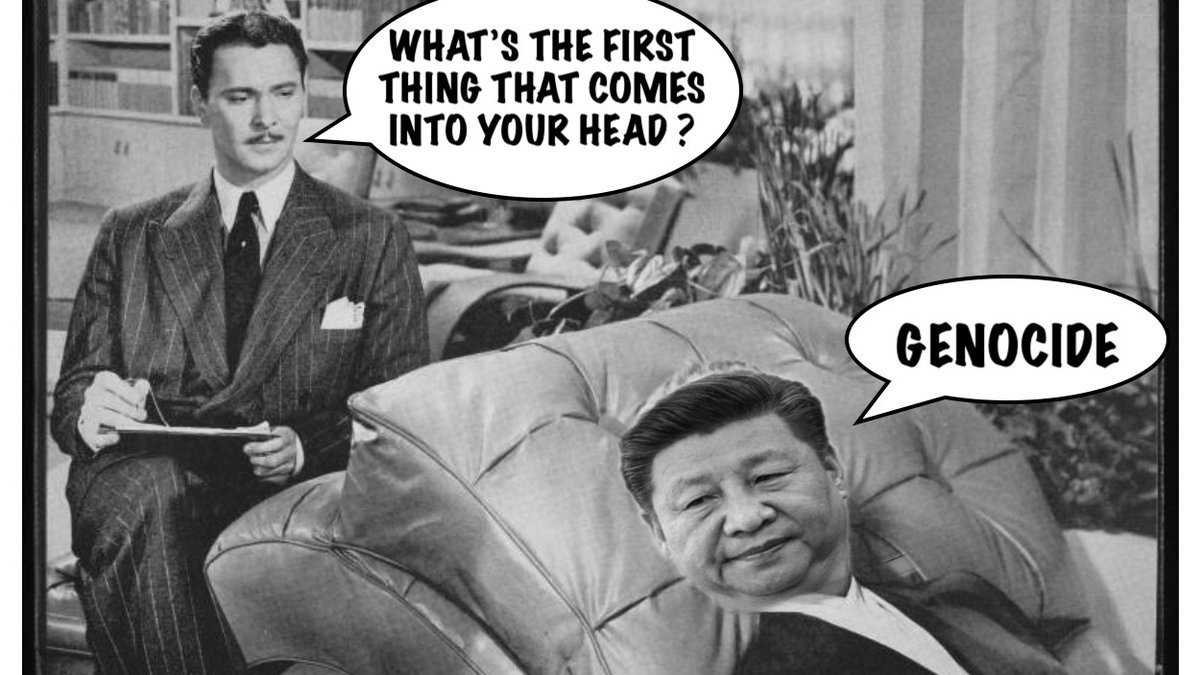 WHAT'S THE FIRST
THING THAT COMES
INTO YOUR HEAD ?
GENOCIDE